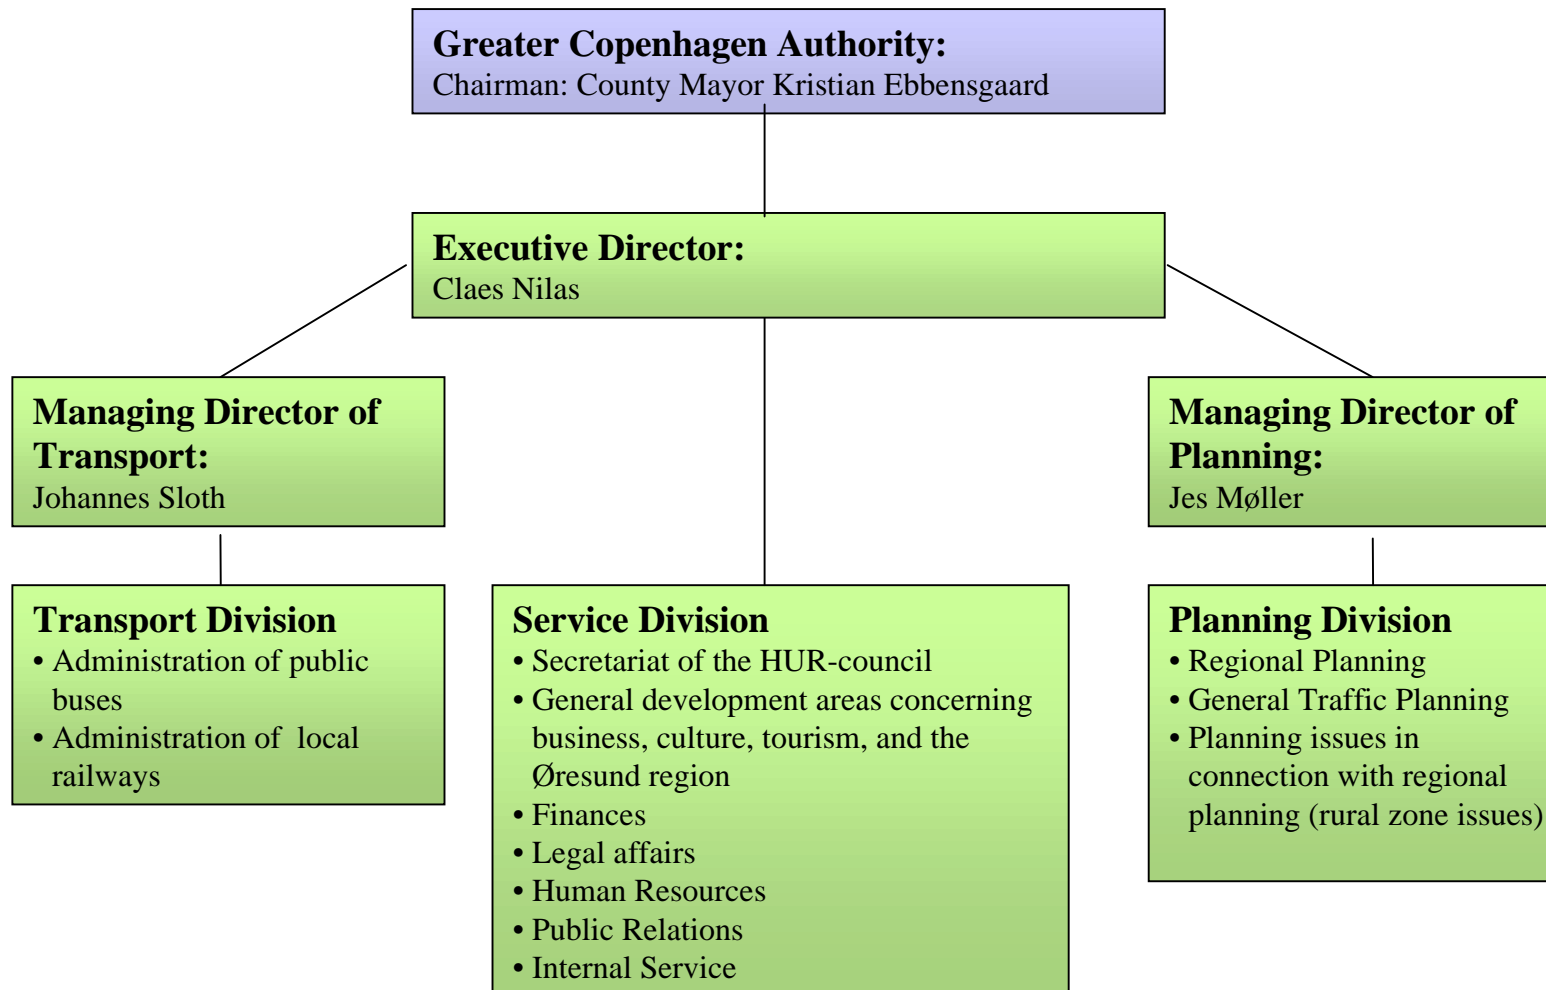 Greater Copenhagen Authority:
Chairman: County Mayor Kristian Ebbensgaard
Executive Director:
Claes Nilas
Managing Director of
Transport:
Johannes Sloth
Managing Director of
Planning:
Jes Møller
Transport Division
• Administration of public
buses
• Administration of local
railways
Service Division
• Secretariat of the HUR-council
• General development areas concerning
business, culture, tourism, and the
Øresund region
• Finances
• Legal affairs
• Human Resources
• Public Relations
• Internal Service
Planning Division
• Regional Planning
• General Traffic Planning
• Planning issues in
connection with regional
planning (rural zone issues)